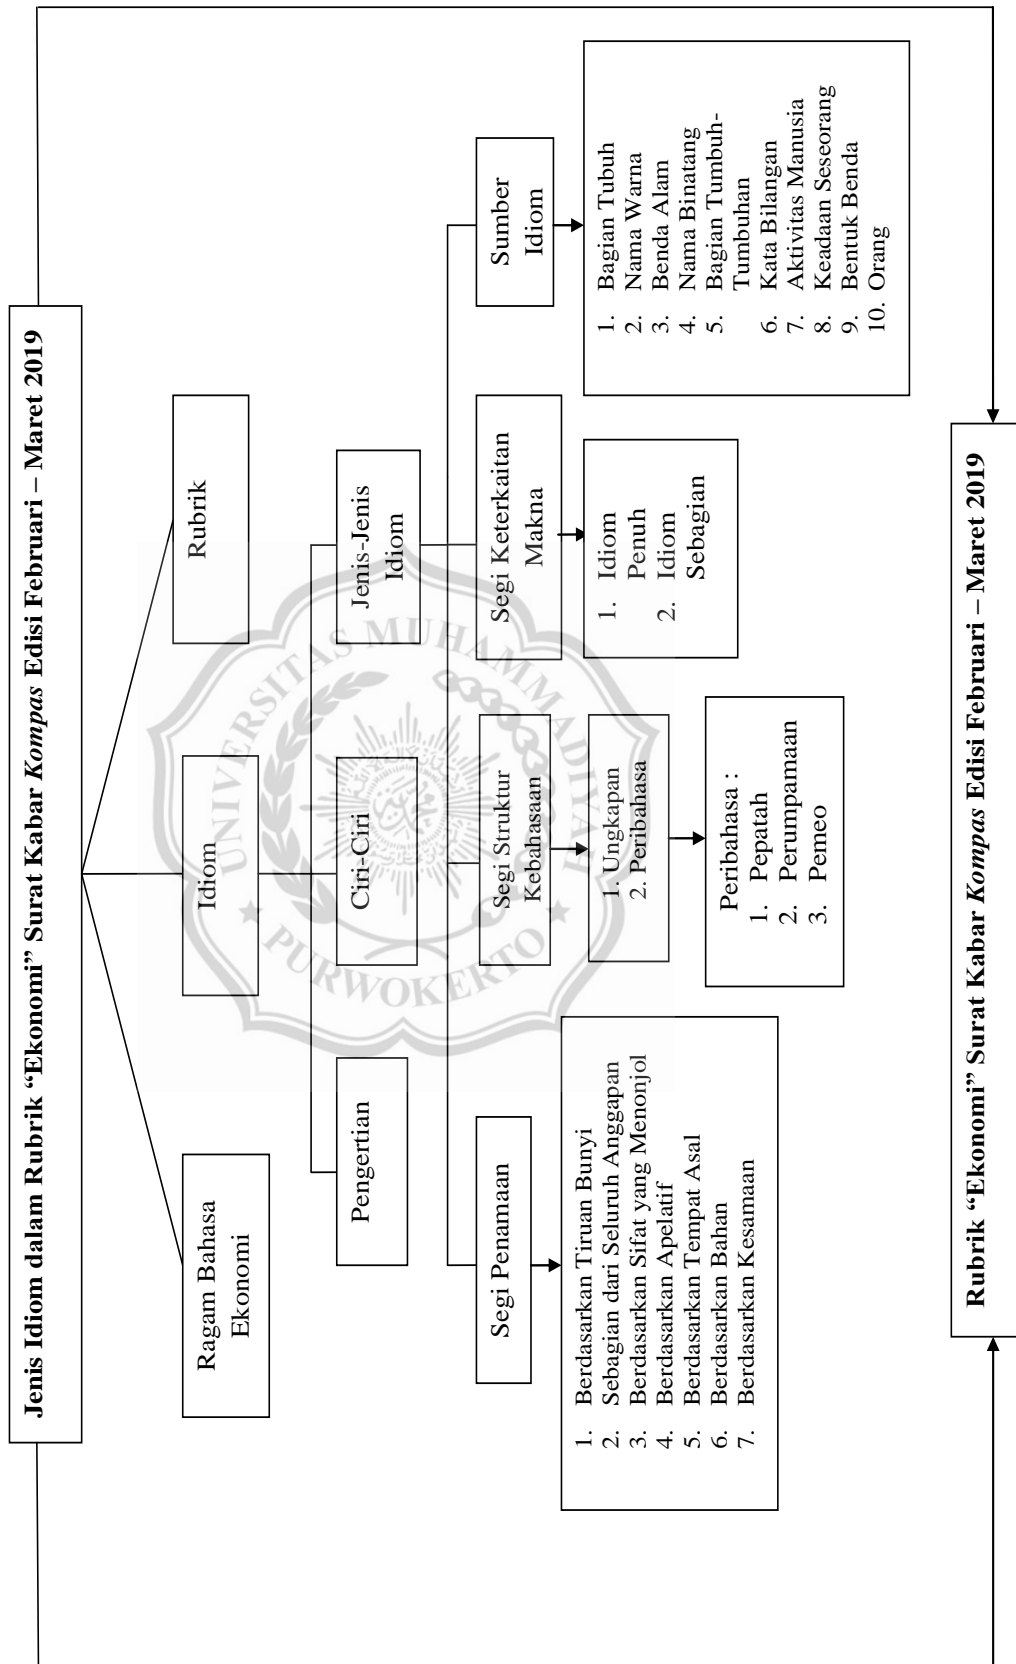 Jenis Idiom dalam Rubrik “Ekonomi” Surat Kabar Kompas Edisi Februari – Maret 2019
Ragam Bahasa
Ekonomi
Idiom
Rubrik
Pengertian
Ciri-Ciri
Jenis-Jenis
Idiom
Segi Penamaan
Segi Struktur
Kebahasaan
Segi Keterkaitan
Makna
Sumber
Idiom
1. Berdasarkan Tiruan Bunyi
2. Sebagian dari Seluruh Anggapan
3. Berdasarkan Sifat yang Menonjol
4. Berdasarkan Apelatif
5. Berdasarkan Tempat Asal
6. Berdasarkan Bahan
7. Berdasarkan Kesamaan
1. Ungkapan
2. Peribahasa
Peribahasa :
1. Pepatah
2. Perumpamaan
3. Pemeo
1. Idiom
Penuh
2. Idiom
Sebagian
1. Bagian Tubuh
2. Nama Warna
3. Benda Alam
4. Nama Binatang
5. Bagian Tumbuh-
Tumbuhan
6. Kata Bilangan
7. Aktivitas Manusia
8. Keadaan Seseorang
9. Bentuk Benda
10. Orang
Rubrik “Ekonomi” Surat Kabar Kompas Edisi Februari – Maret 2019
UNIVERSITAS MUHAMMADIYAH
PURWOKERTO